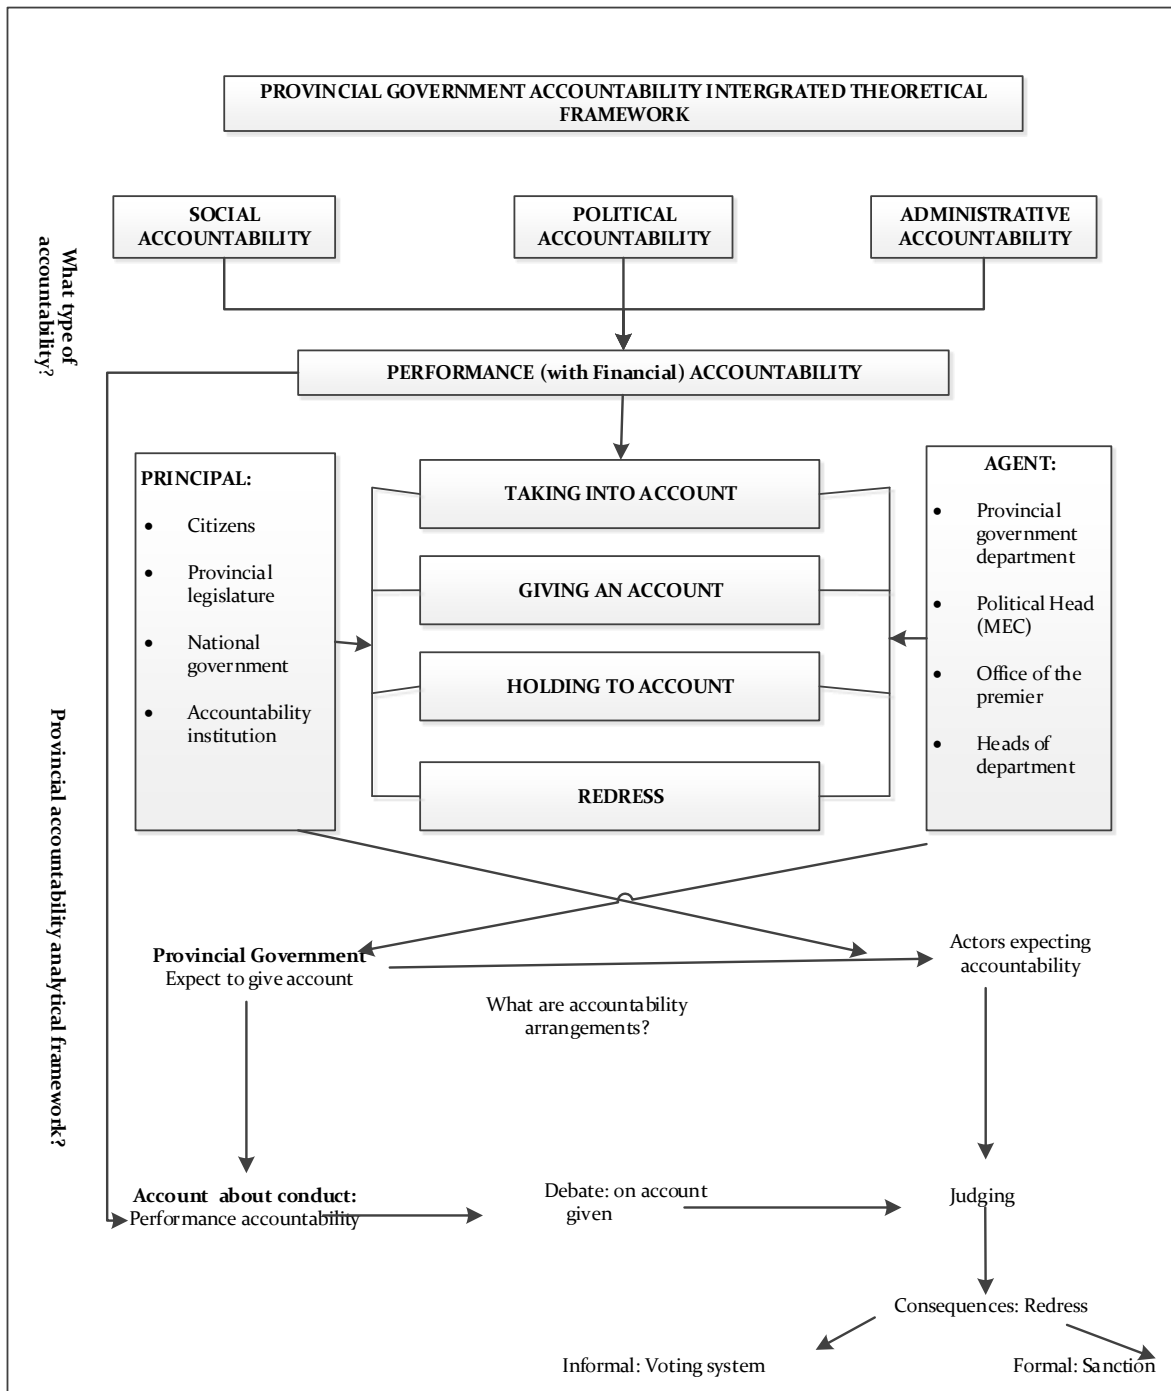 PROVINCIAL GOVERNMENT ACCOUNTABILITY INTERGRATED THEORETICAL
FRAMEWORK
SOCIAL
ACCOUNTABILITY
POLITICAL
ACCOUNTABILITY
ADMINISTRATIVE
ACCOUNTABILITY
What type of
accountability?
PERFORMANCE (with Financial) ACCOUNTABILITY
PRINCIPAL:
• Citizens
• Provincial
legislature
• National
government
• Accountability
institution
TAKING INTO ACCOUNT
GIVING AN ACCOUNT
HOLDING TO ACCOUNT
REDRESS
AGENT:
• Provincial
government
department
• Political Head
(MEC)
• Office of the
premier
• Heads of
department
Provincial accountability analytical framework?
Provincial Government
Expect to give account
What are accountability
arrangements?
Actors expecting
accountability
Account about conduct:
Performance accountability
Debate: on account
given
Judging
Consequences: Redress
Informal: Voting system
Formal: Sanction